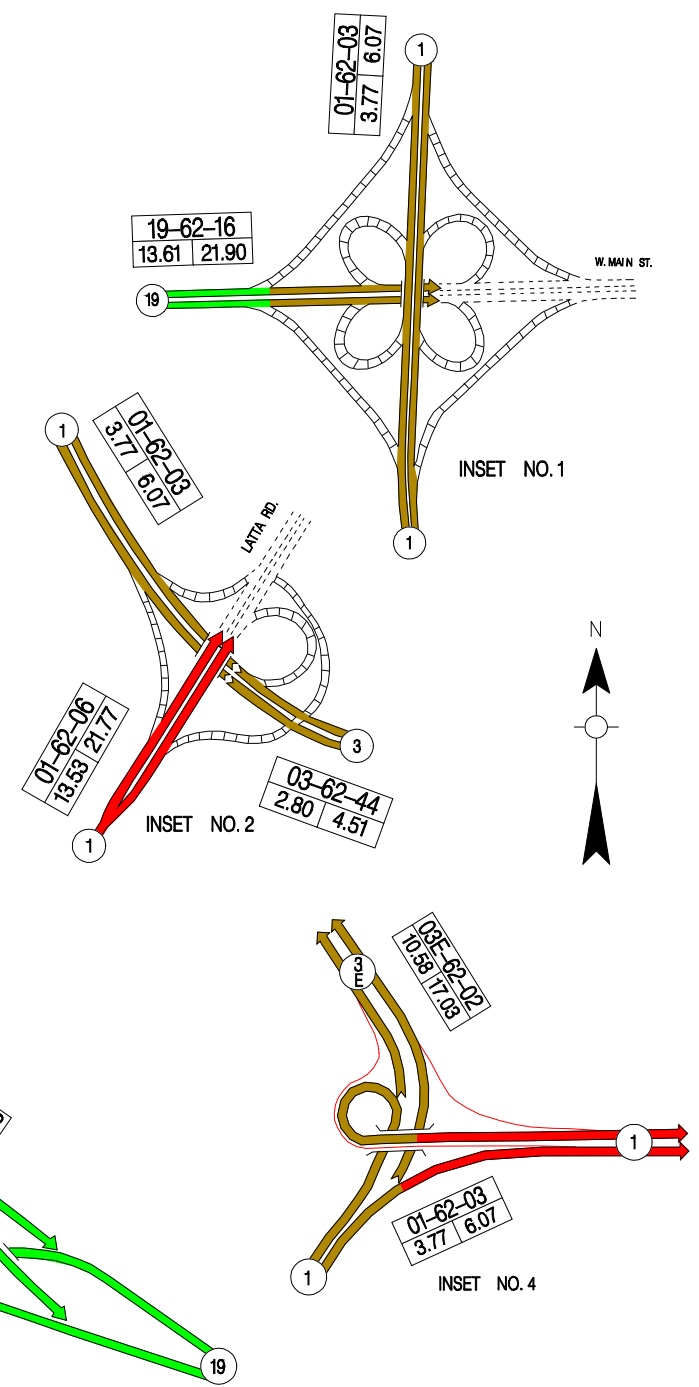 1
01–62–03
3.77 6.07
19–62–16
13.61 21.90
W. MAIN ST.
19
1
01–62–03
3.77 6.07
INSET NO. 1
LATTA RD.
1
N
01–62–06
13.53 21.77
3
03–62–44
2.80 4.51
INSET NO. 2
1
03E–62–02
10.58 17.03
3
E
1
01–62–03
3.77 6.07
1
INSET NO. 4
19